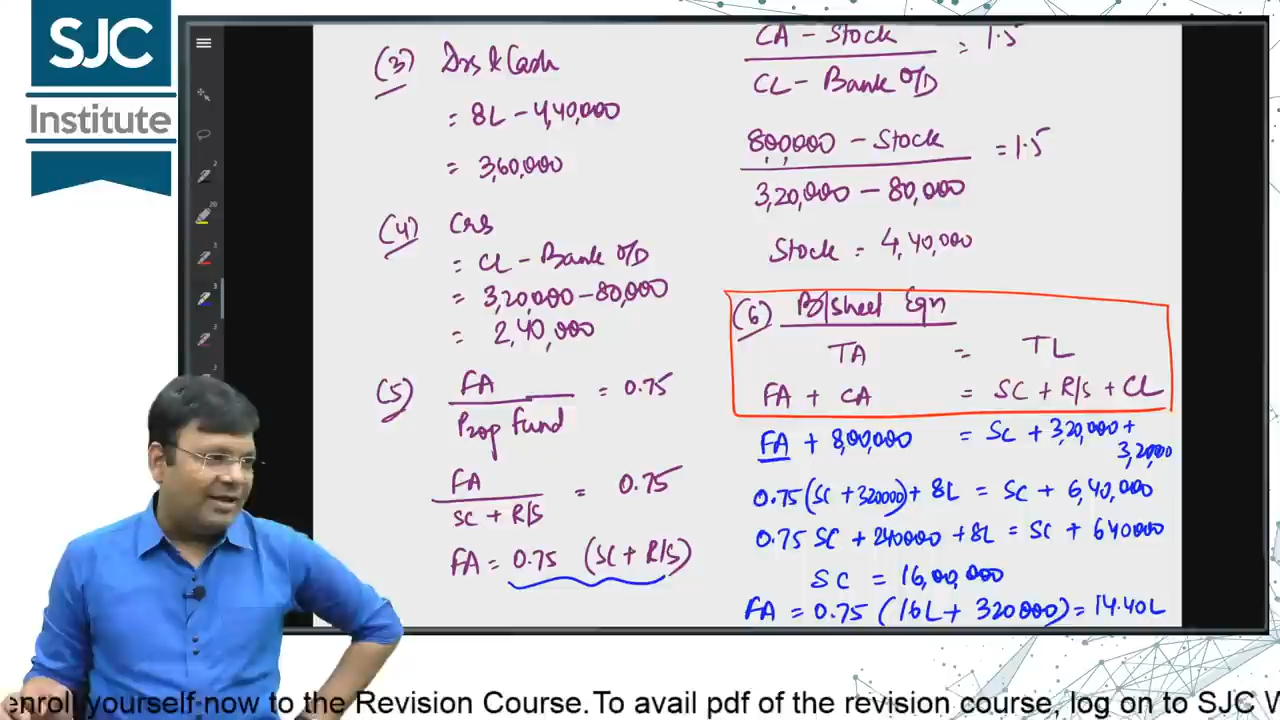 SJC
Institute
(3) Drs & Cash
= 8L - 4,40,000
= 3,60,000
(4) Crs
= CL - Bank O/D
= 3,20,000 - 80,000
= 2,40,000
(5) FA / Prop Fund = 0.75
FA / SC + R/S = 0.75
FA = 0.75 (SC + R/S)
CA - Stock / CL - Bank O/D = 1.5
800,000 - Stock / 3,20,000 - 80,000 = 1.5
Stock = 4,40,000
(6) B/Sheet Eqn
TA = TL
FA + CA = SC + R/S + CL
FA + 8,00,000 = SC + 3,20,000 + 3,20,000
0.75 (SC + 320000) + 8L = SC + 6,40,000
0.75 SC + 240000 + 8L = SC + 640000
SC = 16,00,000
FA = 0.75 (16L + 320000) = 14.40L
enroll yourself now to the Revision Course.To avail pdf of the revision course, log on to SJC W